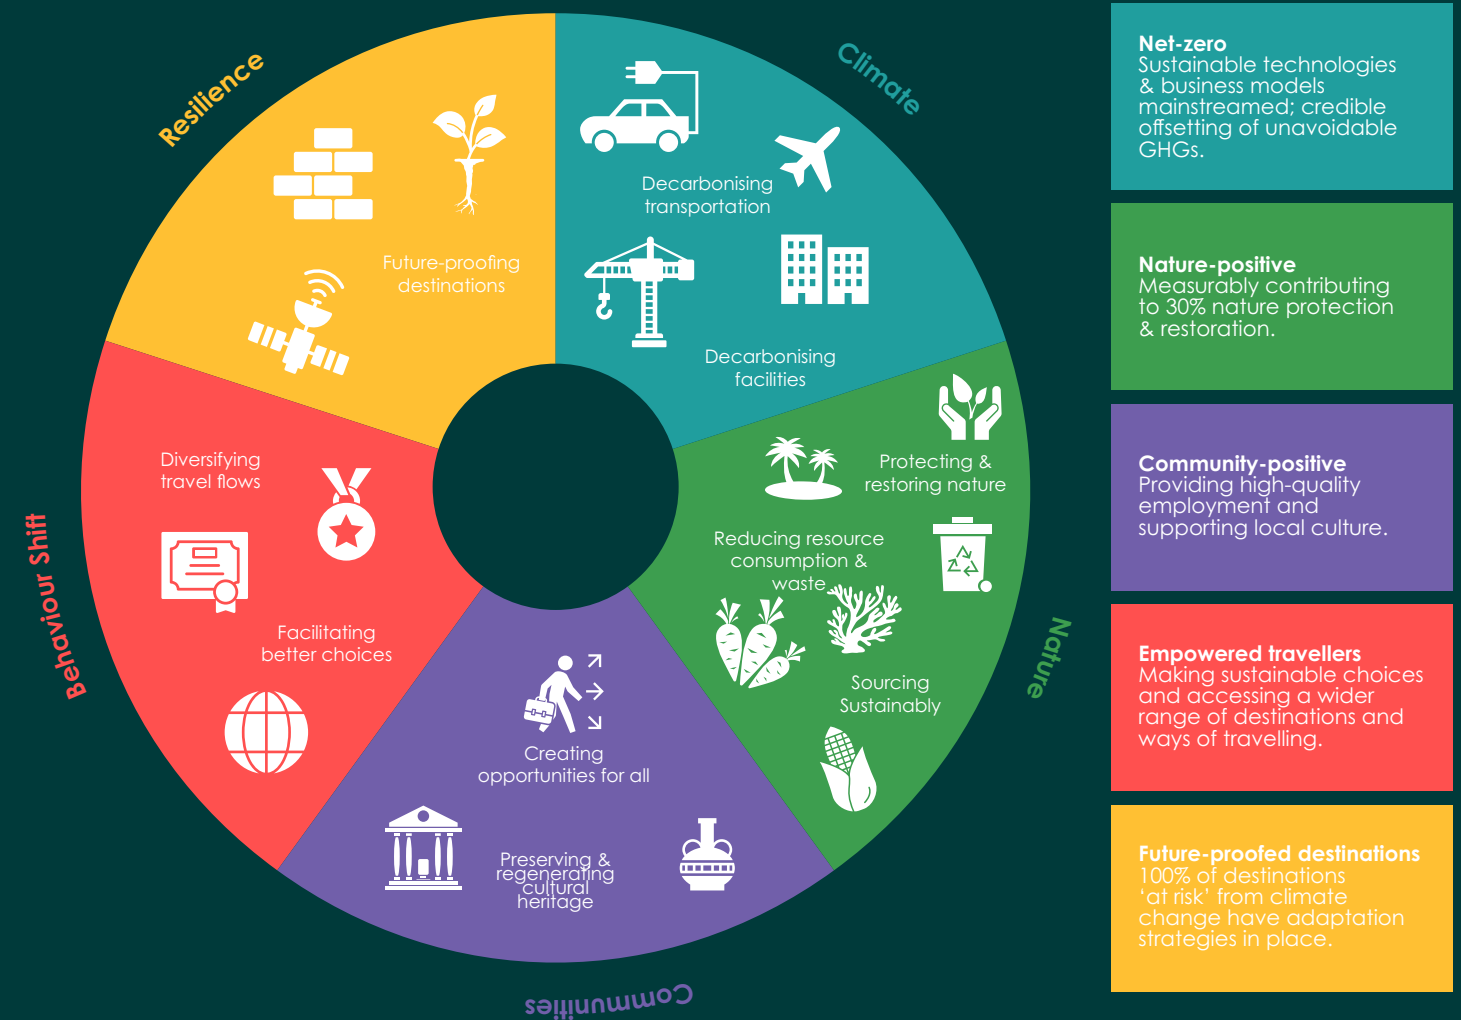 Resilience
Climate
Decarbonising
transportation
Future-proofing
destinations
Decarbonising
facilities
Diversifying
travel flows
Protecting &
restoring nature
Reducing resource
consumption &
waste
Behaviour Shift
Facilitating
better choices
Nature
Sourcing
Sustainably
Creating
opportunities for all
Preserving &
regenerating
cultural
heritage
Communities
Net-zero
Sustainable technologies
& business models
mainstreamed; credible
offsetting of unavoidable
GHGs.
Nature-positive
Measurably contributing
to 30% nature protection
& restoration.
Community-positive
Providing high-quality
employment and
supporting local culture.
Empowered travellers
Making sustainable choices
and accessing a wider
range of destinations and
ways of travelling.
Future-proofed destinations
100% of destinations
‘at risk’ from climate
change have adaptation
strategies in place.